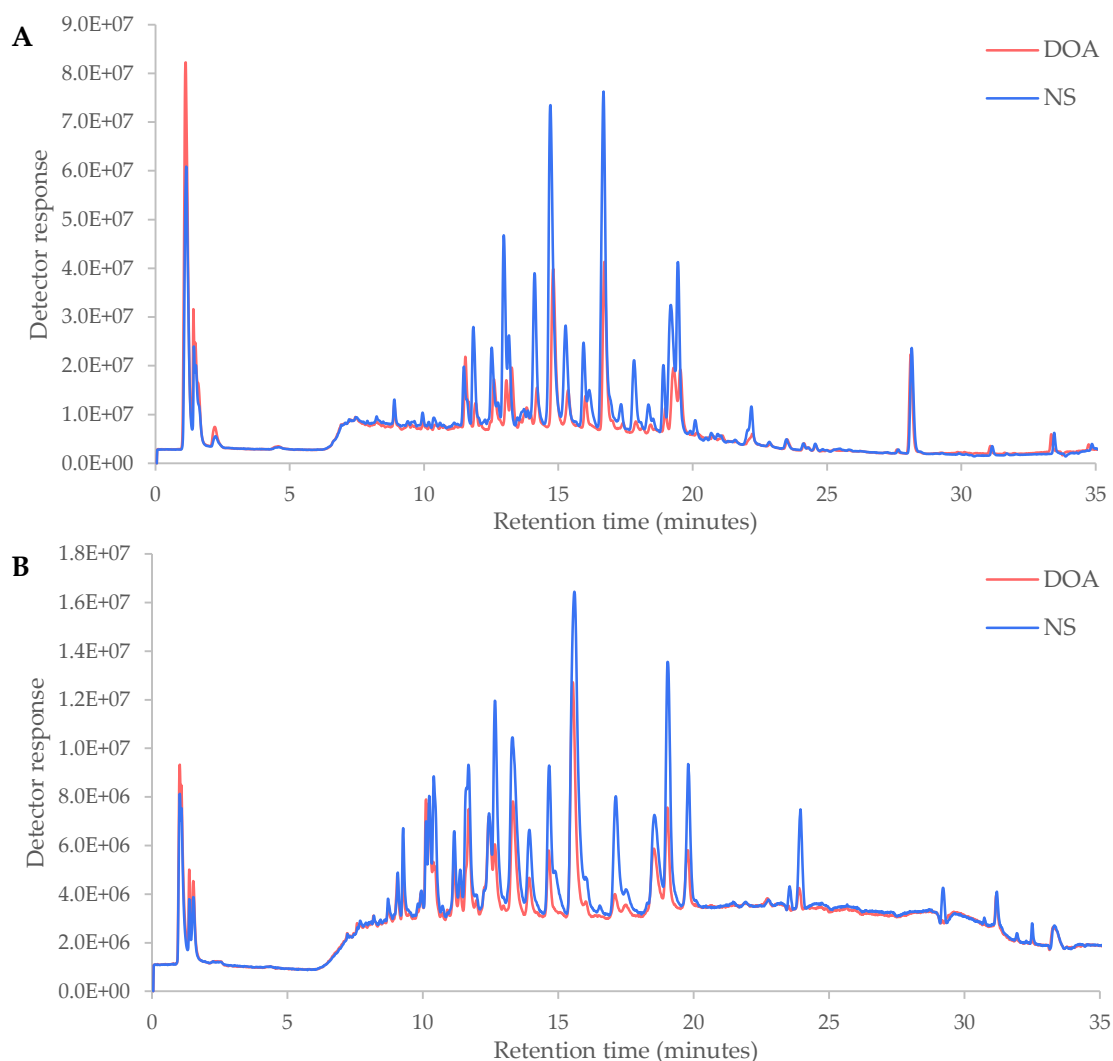 A
9.0E+07
8.0E+07
7.0E+07
6.0E+07
5.0E+07
4.0E+07
3.0E+07
2.0E+07
1.0E+07
0.0E+00
Detector response
DOA
NS
0 5 10 15 20 25 30 35
Retention time (minutes)
B
1.8E+07
1.6E+07
1.4E+07
1.2E+07
1.0E+07
8.0E+06
6.0E+06
4.0E+06
2.0E+06
0.0E+00
Detector response
DOA
NS
0 5 10 15 20 25 30 35
Retention time (minutes)